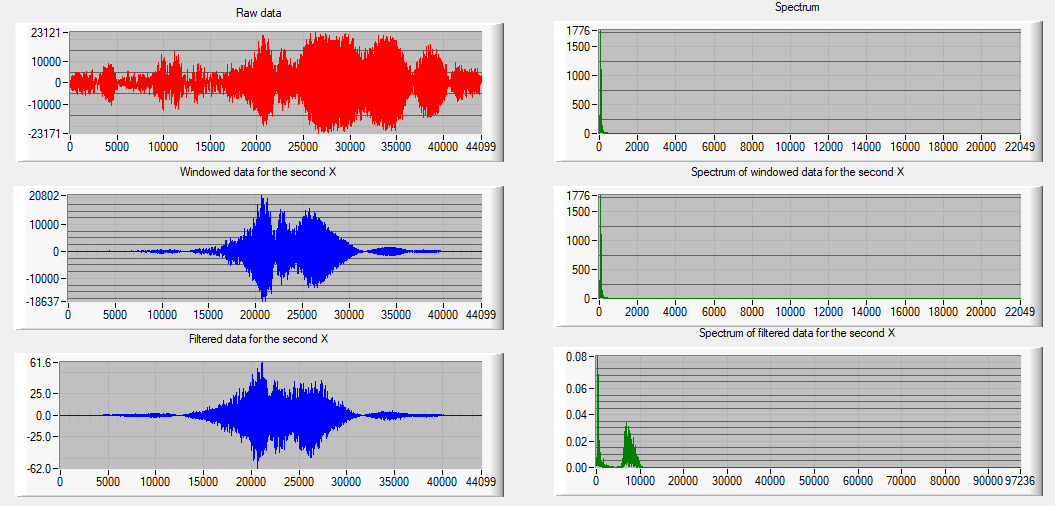 Raw data
23121
10000
0
-10000
-23171
0 5000 10000 15000 20000 25000 30000 35000 44099
Spectrum
1776
1500
1000
500
0
0 2000 4000 6000 8000 10000 12000 14000 16000 18000 22049
Windowed data for the second X
20802
10000
0
-10000
-18637
0 5000 10000 15000 20000 25000 30000 35000 40000 44099
Spectrum of windowed data for the second X
1776
1500
1000
500
0
0 2000 4000 6000 8000 10000 12000 14000 16000 18000 20000 22049
Filtered data for the second X
61.6
25.0
0.0
-25.0
-62.0
0 5000 10000 15000 20000 25000 30000 35000 40000 44099
Spectrum of filtered data for the second X
0.08
0.06
0.04
0.02
0.00
0 10000 20000 30000 40000 50000 60000 70000 80000 90000 97236